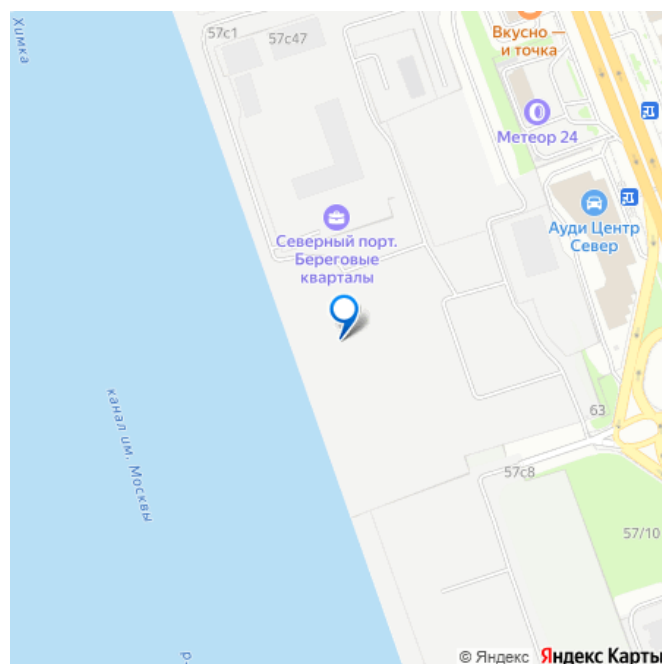 Химка
57с1
57с47
Вкусно —
и точка
Метеор 24
Ауди Центр
Север
Северный порт.
Береговые
кварталы
канал им. Москвы
63
57с8
57/10
р-
© Яндекс Яндекс Карты